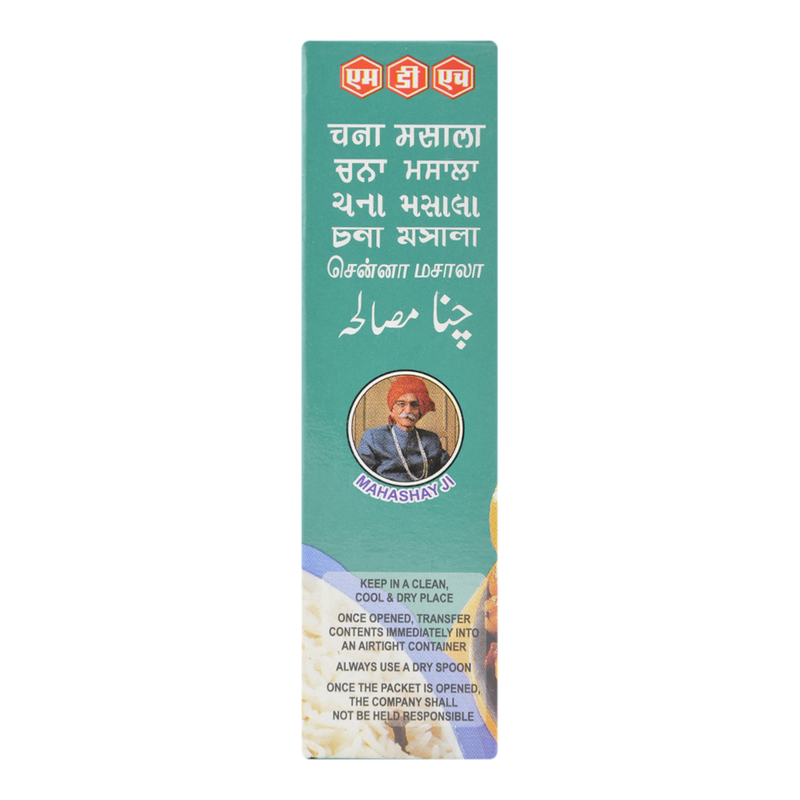 एम डी एच
चना मसाला
ਚਨਾ ਮਸਾਲਾ
ચના મસાલા
চনা মসালা
சென்னா மசாலா
چنا مصالحہ
MAHASHAY JI
KEEP IN A CLEAN,
COOL & DRY PLACE
ONCE OPENED, TRANSFER
CONTENTS IMMEDIATELY INTO
AN AIRTIGHT CONTAINER
ALWAYS USE A DRY SPOON
ONCE THE PACKET IS OPENED,
THE COMPANY SHALL
NOT BE HELD RESPONSIBLE